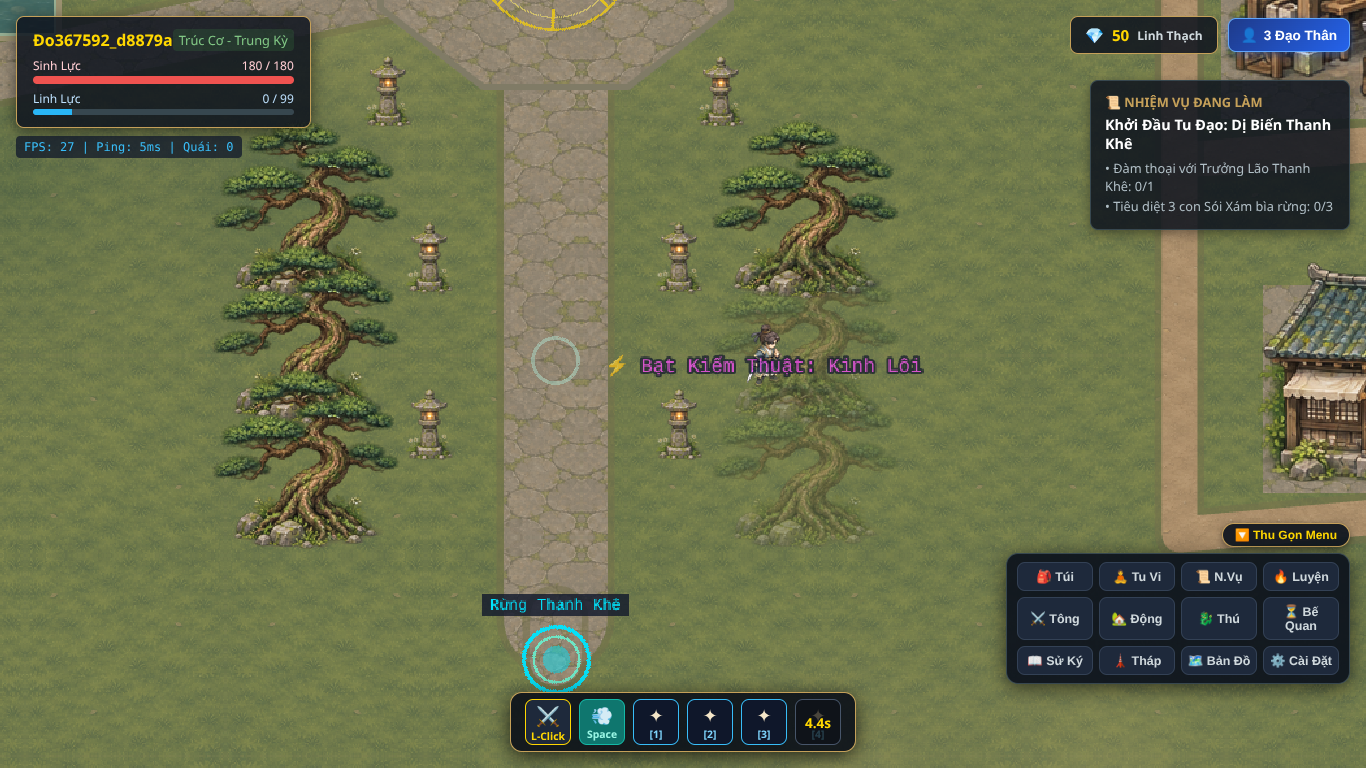 Đo367592_d8879a
Trúc Cơ - Trung Kỳ
Sinh Lực
180 / 180
Linh Lực
0 / 99
FPS: 27 | Ping: 5ms | Quái: 0
50 Linh Thạch
3 Đạo Thân
NHIỆM VỤ ĐANG LÀM
Khởi Đầu Tu Đạo: Dị Biến Thanh
Khê
• Đàm thoại với Trưởng Lão Thanh
Khê: 0/1
• Tiêu diệt 3 con Sói Xám bìa rừng: 0/3
Bạt Kiếm Thuật: Kinh Lôi
Rừng Thanh Khê
Thu Gọn Menu
Túi
Tu Vi
N.Vụ
Luyện
Tông
Động
Thú
Bế
Quan
Sử Ký
Tháp
Bản Đồ
Cài Đặt
L-Click
Space
[1]
[2]
[3]
4.4s
[4]